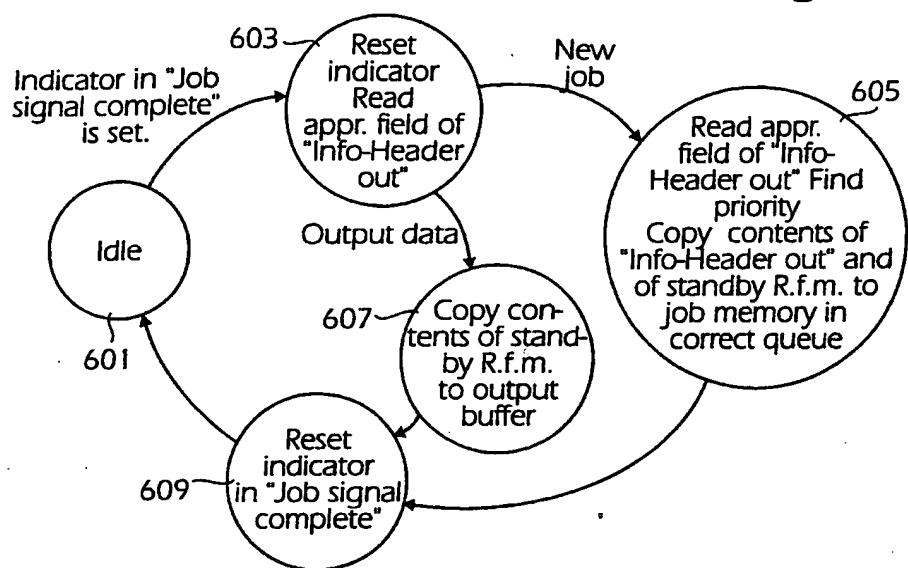 603
Reset
indicator
Read
appr. field of
"Info-Header
out"
New
job
Indicator in "Job
signal complete"
is set.
605
Read appr.
field of "Info-
Header out" Find
priority
Copy contents of
"Info-Header out" and
of standby R.f.m. to
job memory in
correct queue
Idle
601
Output data
607
Copy con-
tents of stand-
by R.f.m.
to output
buffer
609
Reset
indicator
in "Job signal
complete"